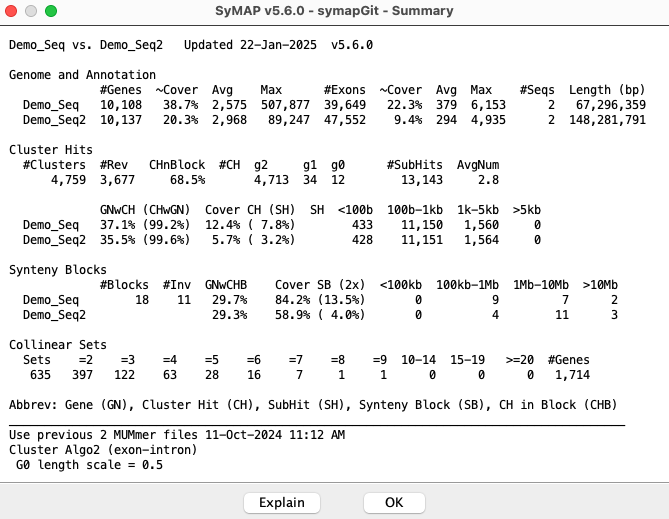 SyMAP v5.6.0 - symapGit - Summary
Demo_Seq vs. Demo_Seq2   Updated 22-Jan-2025  v5.6.0
Genome and Annotation
#Genes  ~Cover  Avg    Max      #Exons  ~Cover  Avg  Max    #Seqs  Length (bp)
Demo_Seq   10,108  38.7%  2,575  507,877  39,649  22.3%  379  6,153      2   67,296,359
Demo_Seq2  10,137  20.3%  2,968   89,247  47,552   9.4%  294  4,935      2  148,281,791
Cluster Hits
#Clusters  #Rev   CHnBlock  #CH  g2     g1  g0      #SubHits  AvgNum
4,759  3,677     68.5%       4,713  34  12        13,143     2.8
GNwCH (CHwGN)  Cover CH (SH)  SH  <100b  100b-1kb  1k-5kb  >5kb
Demo_Seq   37.1% (99.2%)  12.4% ( 7.8%)       433    11,150   1,560     0
Demo_Seq2  35.5% (99.6%)   5.7% ( 3.2%)       428    11,151   1,564     0
Synteny Blocks
#Blocks  #Inv  GNwCHB    Cover SB (2x)  <100kb  100kb-1Mb  1Mb-10Mb  >10Mb
Demo_Seq        18    11   29.7%    84.2% (13.5%)       0          9         7      2
Demo_Seq2                  29.3%    58.9% ( 4.0%)       0          4        11      3
Collinear Sets
Sets    =2   =3   =4   =5   =6   =7   =8   =9  10-14  15-19  >=20  #Genes
635   397  122   63   28   16    7    1    1      0      0     0   1,714
Abbrev: Gene (GN), Cluster Hit (CH), SubHit (SH), Synteny Block (SB), CH in Block (CHB)
Use previous 2 MUMmer files 11-Oct-2024 11:12 AM
Cluster Algo2 (exon-intron)
G0 length scale = 0.5
Explain   OK